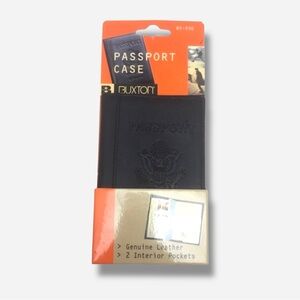 PASSPORT
CASE
B BUXTON
PASSPORT
> Genuine Leather
> 2 Interior Pockets